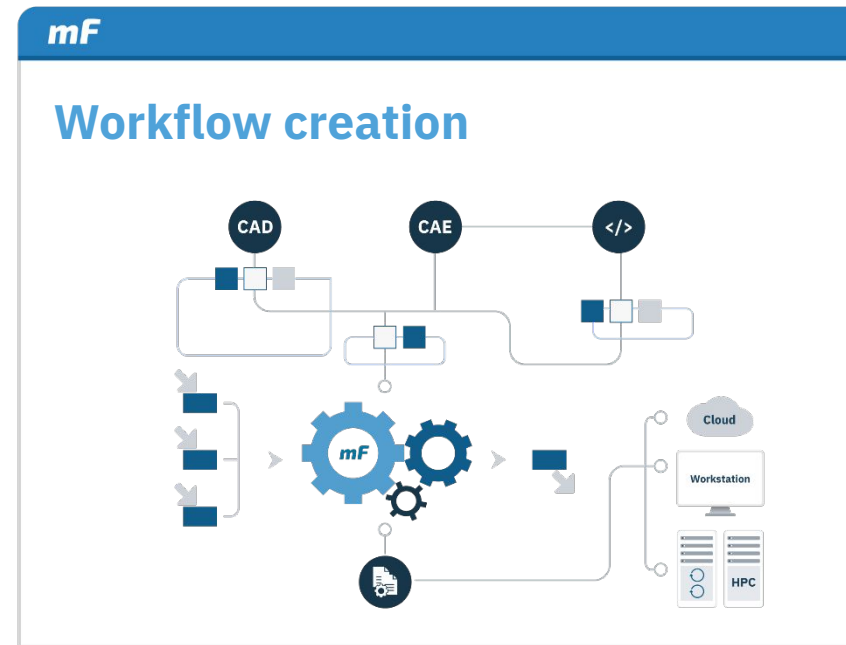 mF
Workflow creation
CAD
CAE
</>
mF
Cloud
Workstation
HPC